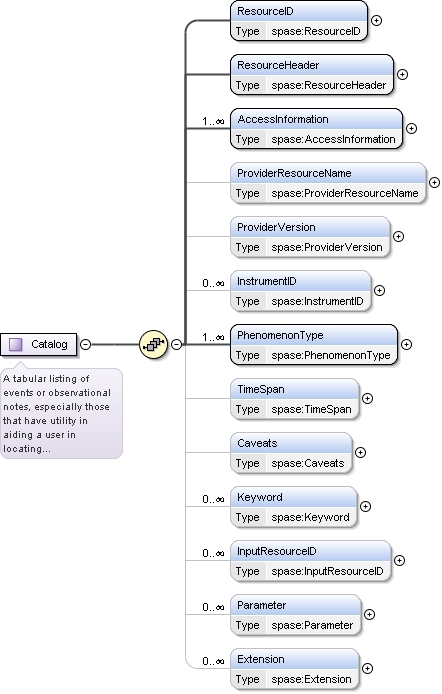 ResourceID
Type spase:ResourceID
ResourceHeader
Type spase:ResourceHeader
1..∞
AccessInformation
Type spase:AccessInformation
ProviderResourceName
Type spase:ProviderResourceName
ProviderVersion
Type spase:ProviderVersion
0..∞
InstrumentID
Type spase:InstrumentID
1..∞
PhenomenonType
Type spase:PhenomenonType
Catalog
A tabular listing of
events or observational
notes, especially those
that have utility in
aiding a user in
locating...
TimeSpan
Type spase:TimeSpan
Caveats
Type spase:Caveats
0..∞
Keyword
Type spase:Keyword
0..∞
InputResourceID
Type spase:InputResourceID
0..∞
Parameter
Type spase:Parameter
0..∞
Extension
Type spase:Extension